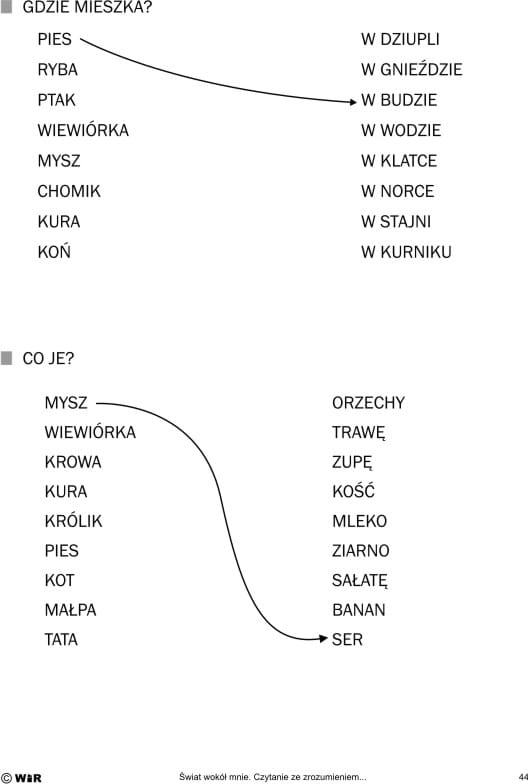 GDZIE MIESZKA?
PIES W DZIUPLI
RYBA W GNIEŹDZIE
PTAK W BUDZIE
WIEWIÓRKA W WODZIE
MYSZ W KLATCE
CHOMIK W NORCE
KURA W STAJNI
KOŃ W KURNIKU
CO JE?
MYSZ ORZECHY
WIEWIÓRKA TRAWĘ
KROWA ZUPĘ
KURA KOŚĆ
KRÓLIK MLEKO
PIES ZIARNO
KOT SAŁATĘ
MAŁPA BANAN
TATA SER
© WiR Świat wokół mnie. Czytanie ze zrozumieniem... 44